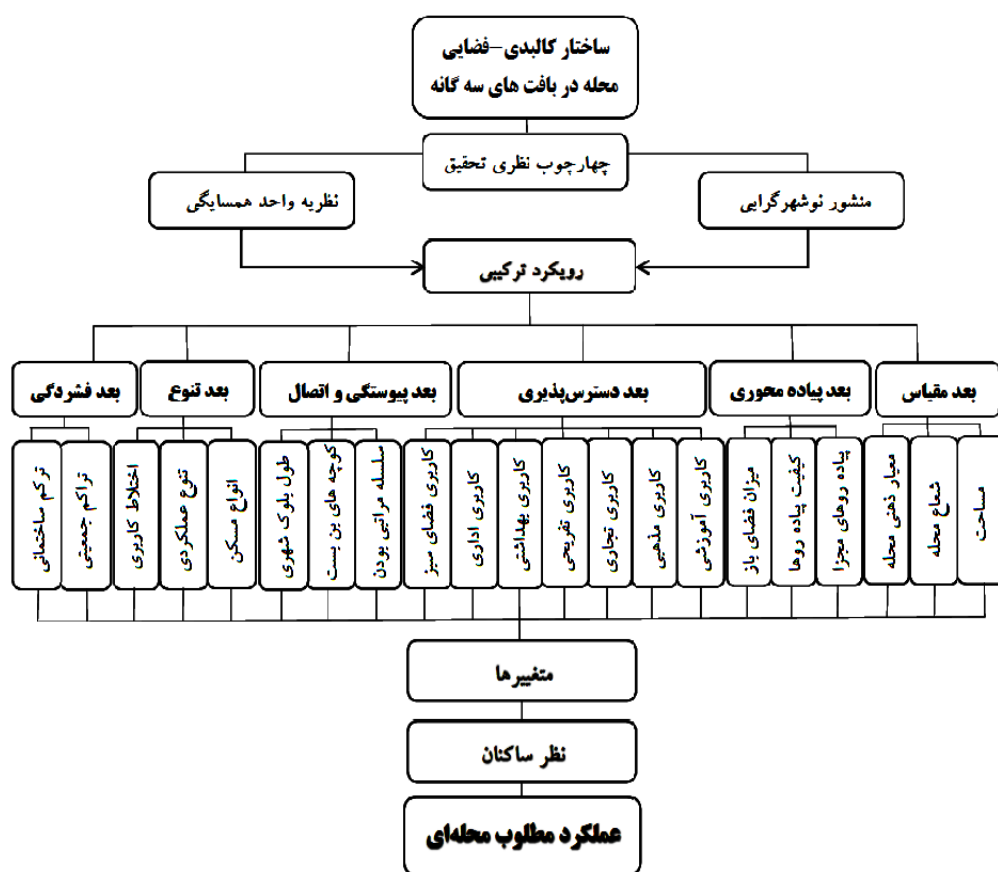 ساختار کالبدی-فضایی
محله در بافت های سه گانه
چهارچوب نظری تحقیق
منشور نوشهرگرایی
نظریه واحد همسایگی
رویکرد ترکیبی
بعد مقیاس
بعد پیاده محوری
بعد دسترس‌پذیری
بعد پیوستگی و اتصال
بعد تنوع
بعد فشردگی
مساحت
شعاع محله
معیار ذهنی محله
پیاده روهای مجزا
کیفیت پیاده روها
میزان فضای باز
کاربری آموزشی
کاربری مذهبی
کاربری تجاری
کاربری تفریحی
کاربری بهداشتی
کاربری اداری
کاربری فضای سبز
سلسله مراتبی بودن
کوچه های بن بست
طول بلوک شهری
انواع مسکن
تنوع عملکردی
اختلاط کاربری
تراکم جمعیتی
ترکم ساختمانی
متغییرها
نظر ساکنان
عملکرد مطلوب محله‌ای